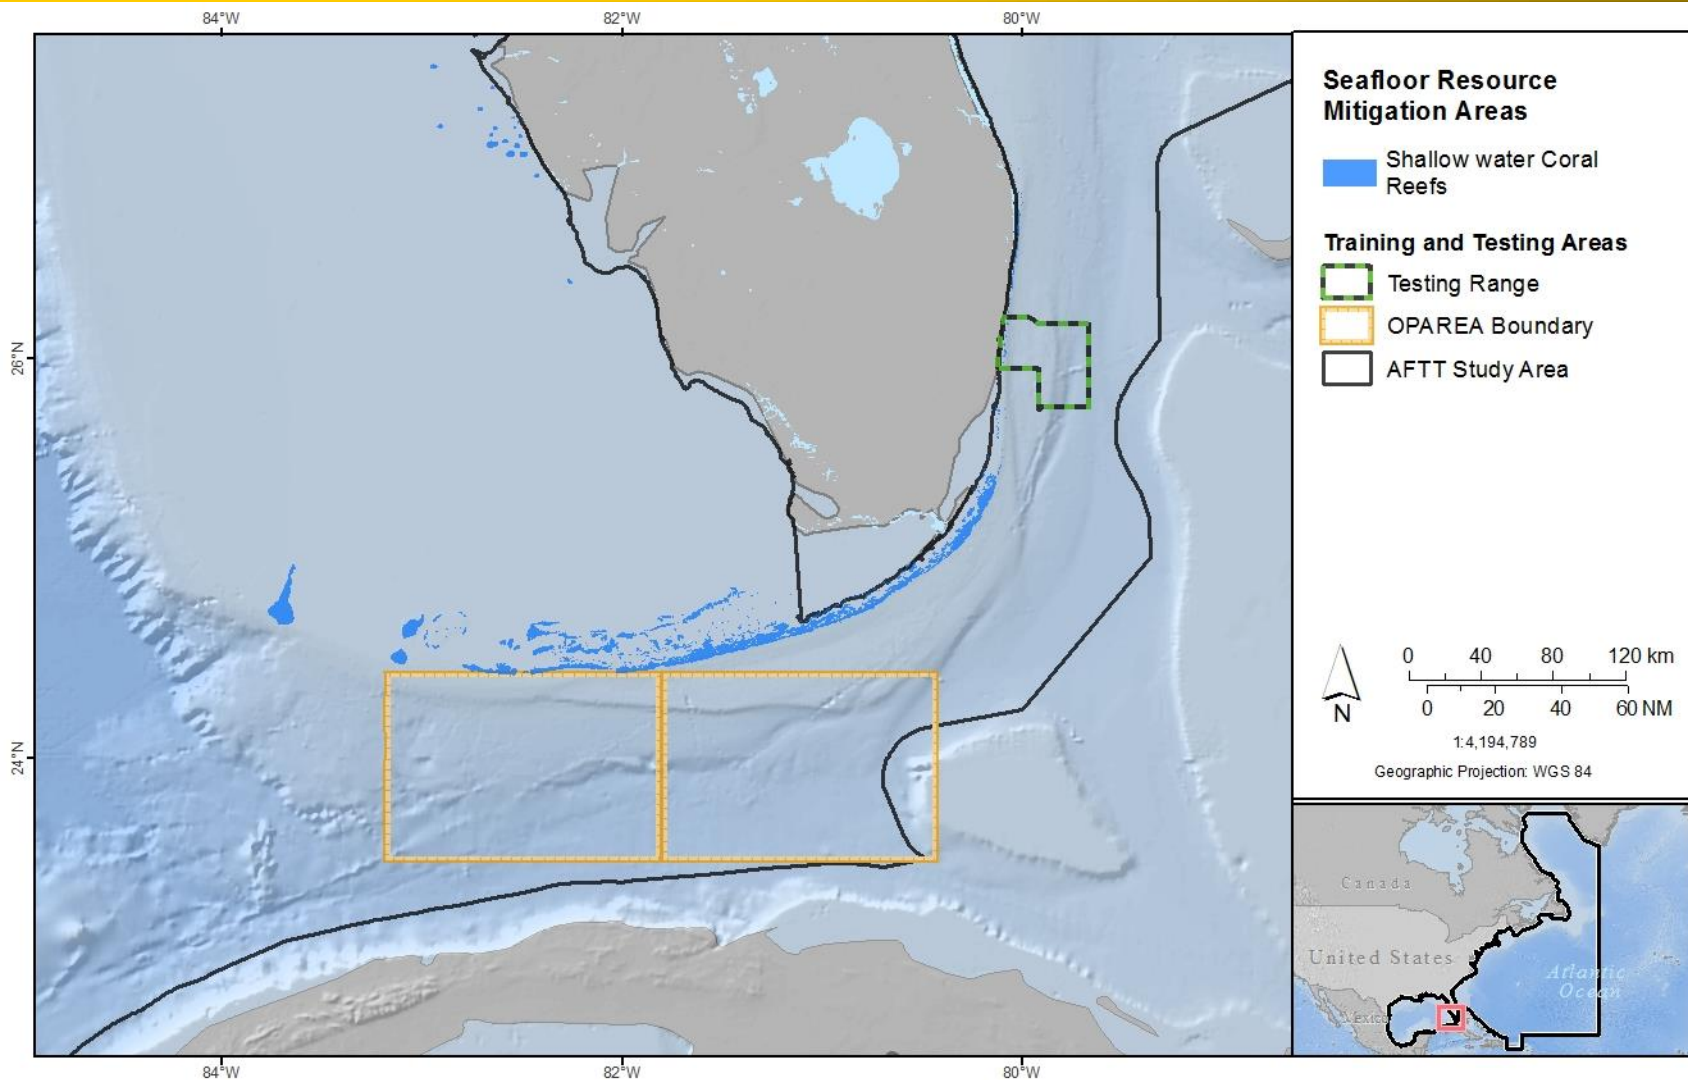 84°W
82°W
80°W
26°N
24°N
84°W
82°W
80°W
Seafloor Resource
Mitigation Areas
Shallow water Coral
Reefs
Training and Testing Areas
Testing Range
OPAREA Boundary
AFTT Study Area
N
0 40 80 120 km
0 20 40 60 NM
1:4,194,789
Geographic Projection: WGS 84
Canada
United States
Atlantic
Ocean
Mexico